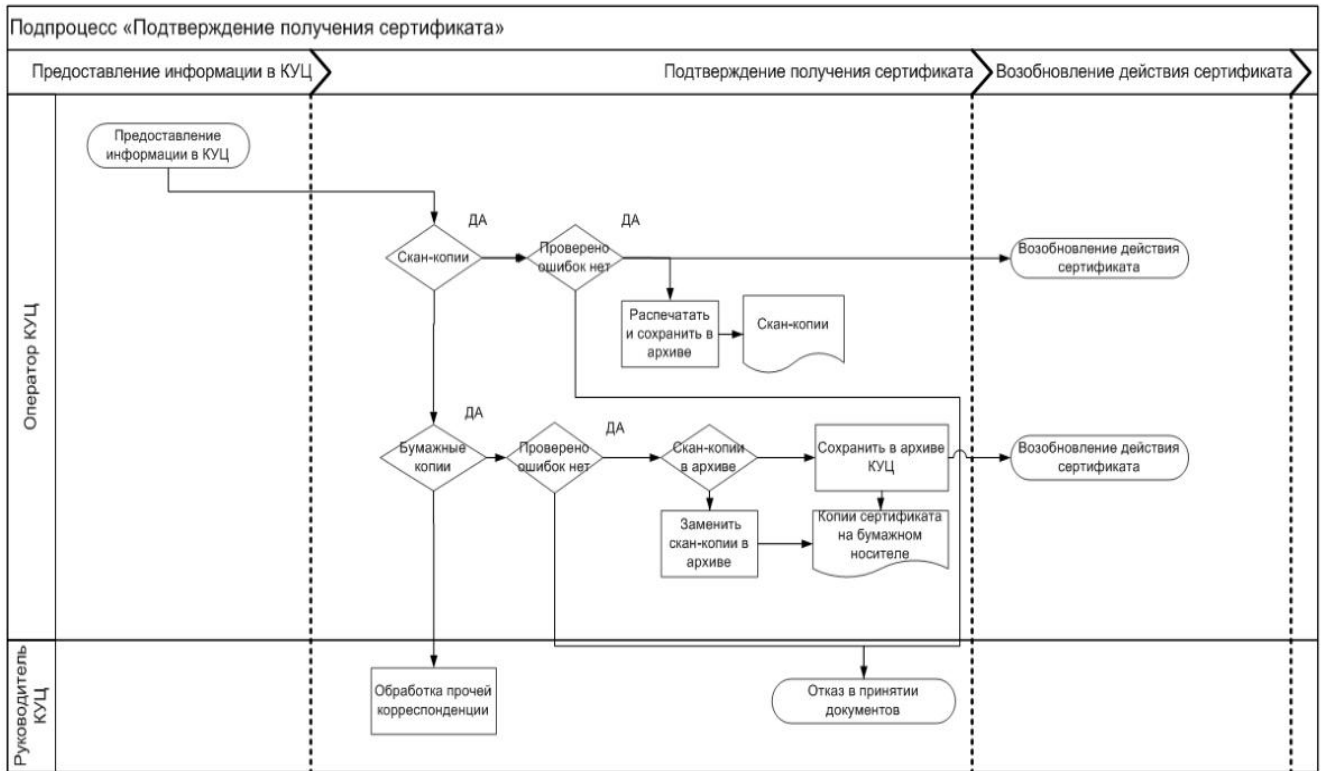 Подпроцесс «Подтверждение получения сертификата»
Предоставление информации в КУЦ
Подтверждение получения сертификата
Возобновление действия сертификата
Оператор КУЦ
Предоставление
информации в КУЦ
ДА
ДА
Скан-копии
Проверено
ошибок нет
Возобновление действия
сертификата
Распечатать
и сохранить в
архиве
Скан-копии
ДА
ДА
Бумажные
копии
Проверено
ошибок нет
Скан-копии
в архиве
Сохранить в архиве
КУЦ
Возобновление действия
сертификата
Заменить
скан-копии в
архиве
Копии сертификата
на бумажном
носителе
Руководитель
КУЦ
Обработка прочей
корреспонденции
Отказ в принятии
документов